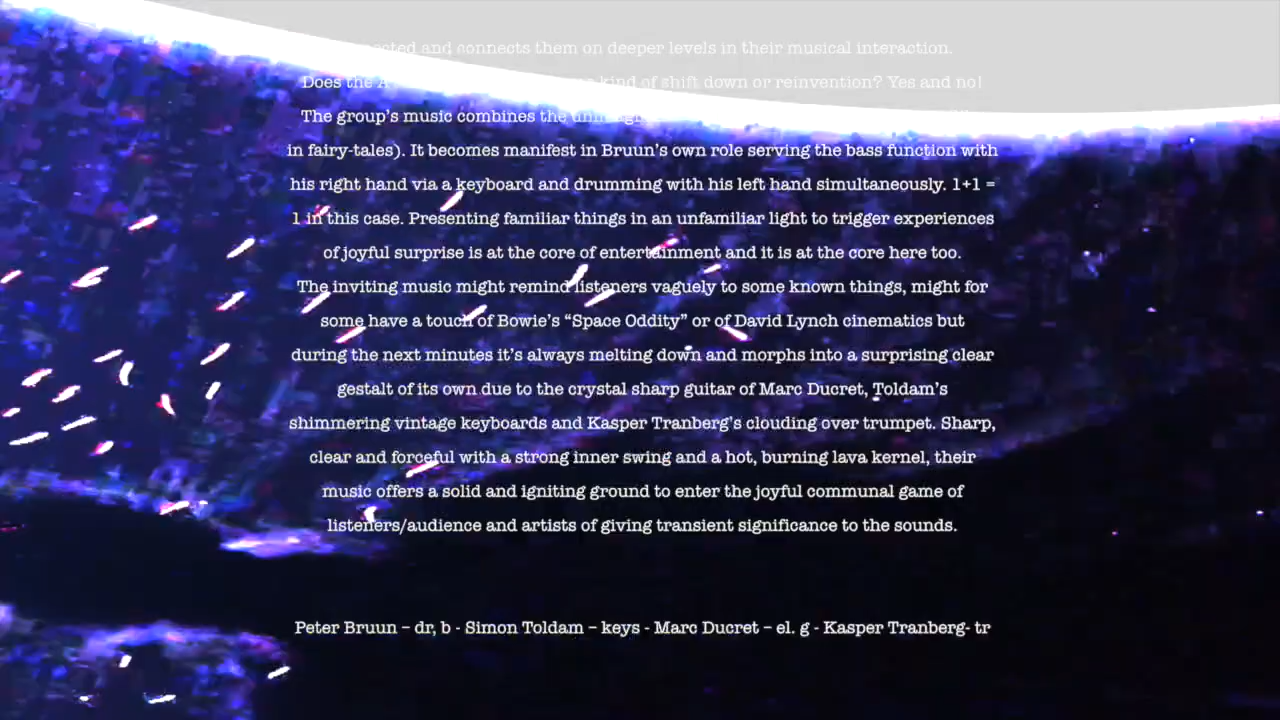 and connects them on deeper levels in their musical interaction.
Does the kind of shift down or reinvention? Yes and no!
The group's music combines the
in fairy-tales). It becomes manifest in Bruun's own role serving the bass function with
his right hand via a keyboard and drumming with his left hand simultaneously. 1+1 =
1 in this case. Presenting familiar things in an unfamiliar light to trigger experiences
of joyful surprise is at the core of entertainment and it is at the core here too.
The inviting music might remind listeners vaguely to some known things, might for
some have a touch of Bowie's “Space Oddity” or of David Lynch cinematics but
during the next minutes it's always melting down and morphs into a surprising clear
gestalt of its own due to the crystal sharp guitar of Marc Ducret, Toldam's
shimmering vintage keyboards and Kasper Tranberg's clouding over trumpet. Sharp,
clear and forceful with a strong inner swing and a hot, burning lava kernel, their
music offers a solid and igniting ground to enter the joyful communal game of
listeners/audience and artists of giving transient significance to the sounds.
Peter Bruun – dr, b - Simon Toldam – keys - Marc Ducret – el. g - Kasper Tranberg- tr